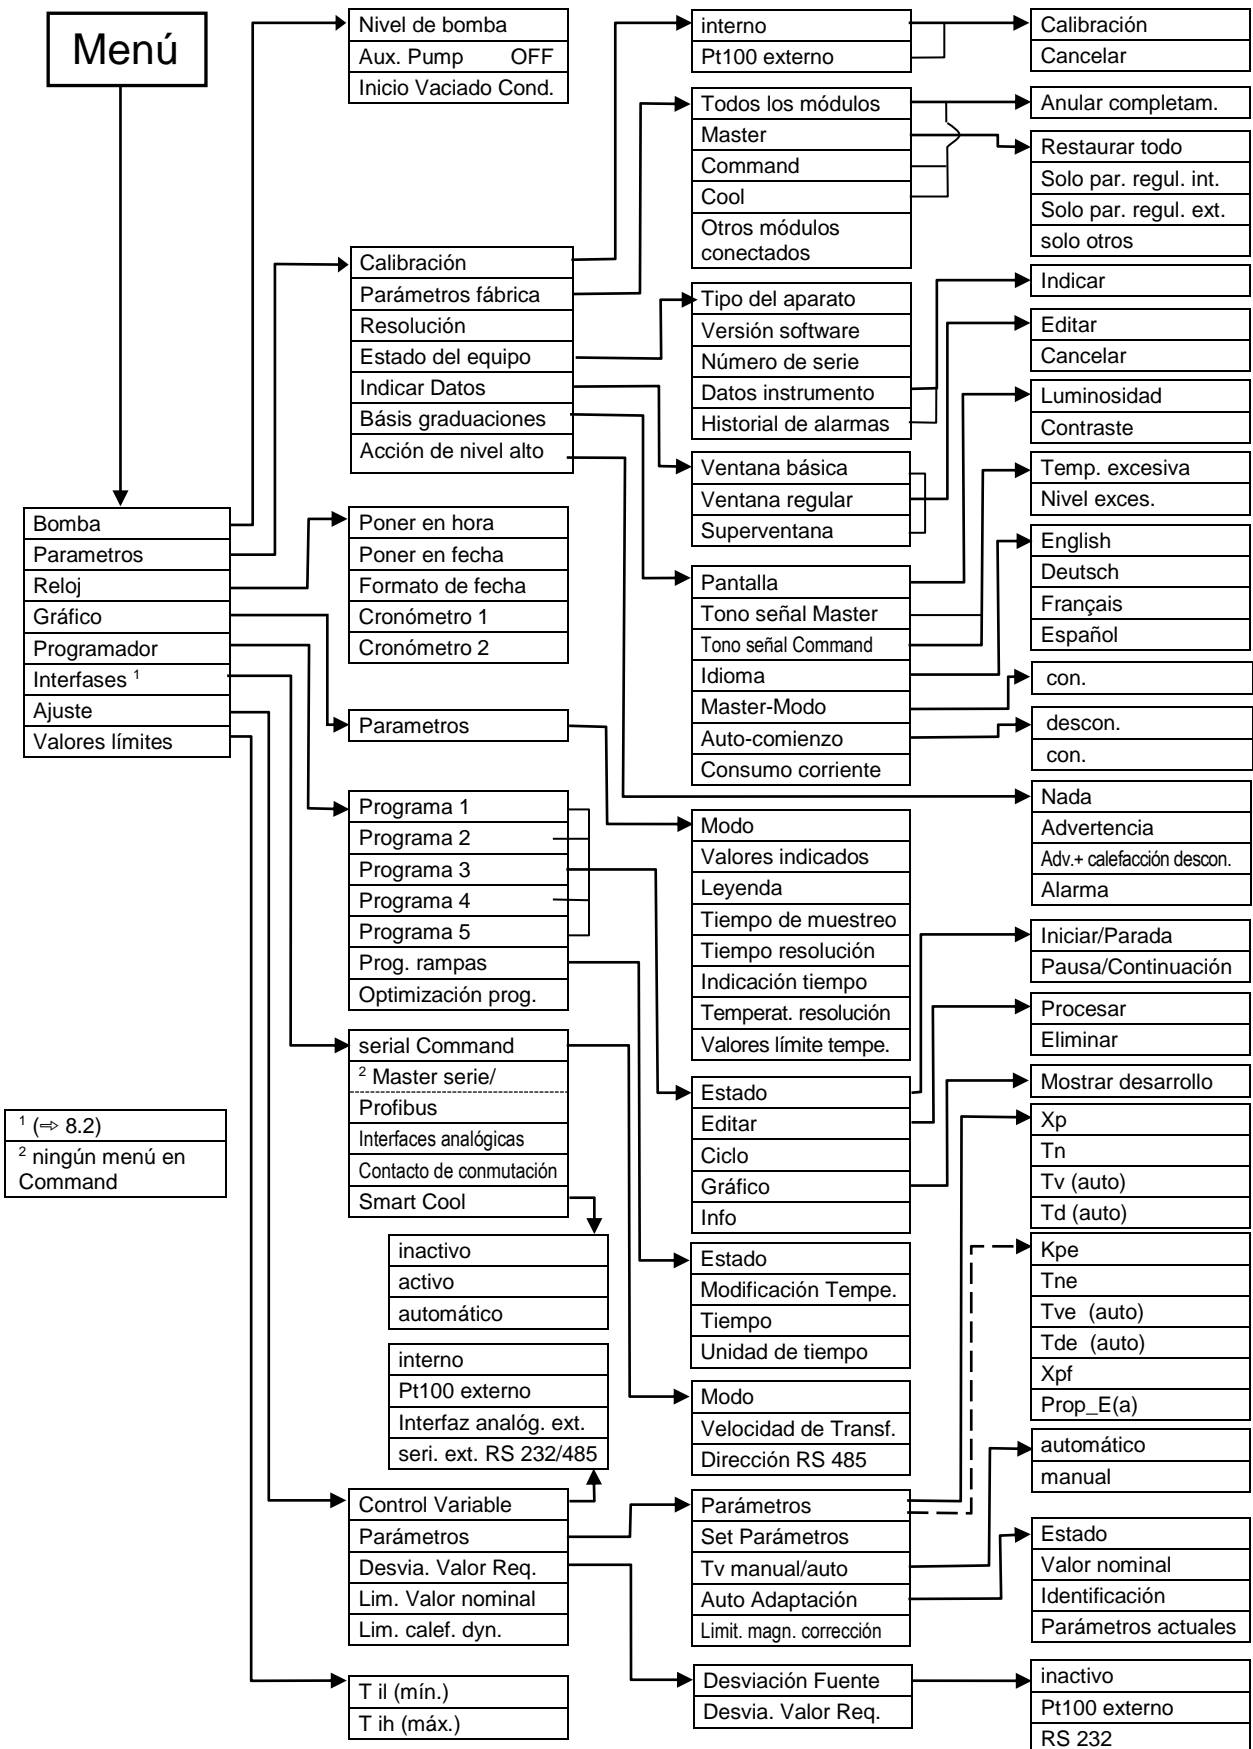 Menú
Bomba
Parametros
Reloj
Gráfico
Programador
Interfases ¹
Ajuste
Valores límites
¹ (⇨ 8.2)
² ningún menú en
Command
Nivel de bomba
Aux. Pump OFF
Inicio Vaciado Cond.
Calibración
Parámetros fábrica
Resolución
Estado del equipo
Indicar Datos
Básis graduaciones
Acción de nivel alto
Poner en hora
Poner en fecha
Formato de fecha
Cronómetro 1
Cronómetro 2
Parametros
Programa 1
Programa 2
Programa 3
Programa 4
Programa 5
Prog. rampas
Optimización prog.
serial Command
² Master serie/
Profibus
Interfaces analógicas
Contacto de conmutación
Smart Cool
inactivo
activo
automático
interno
Pt100 externo
Interfaz analóg. ext.
seri. ext. RS 232/485
Control Variable
Parámetros
Desvia. Valor Req.
Lim. Valor nominal
Lim. calef. dyn.
T il (mín.)
T ih (máx.)
interno
Pt100 externo
Todos los módulos
Master
Command
Cool
Otros módulos
conectados
Tipo del aparato
Versión software
Número de serie
Datos instrumento
Historial de alarmas
Ventana básica
Ventana regular
Superventana
Pantalla
Tono señal Master
Tono señal Command
Idioma
Master-Modo
Auto-comienzo
Consumo corriente
Modo
Valores indicados
Leyenda
Tiempo de muestreo
Tiempo resolución
Indicación tiempo
Temperat. resolución
Valores límite tempe.
Estado
Editar
Ciclo
Gráfico
Info
Estado
Modificación Tempe.
Tiempo
Unidad de tiempo
Modo
Velocidad de Transf.
Dirección RS 485
Parámetros
Set Parámetros
Tv manual/auto
Auto Adaptación
Limit. magn. corrección
Desviación Fuente
Desvia. Valor Req.
Calibración
Cancelar
Anular completam.
Restaurar todo
Solo par. regul. int.
Solo par. regul. ext.
solo otros
Indicar
Editar
Cancelar
Luminosidad
Contraste
Temp. excesiva
Nivel exces.
English
Deutsch
Français
Español
con.
descon.
con.
Nada
Advertencia
Adv.+ calefacción descon.
Alarma
Iniciar/Parada
Pausa/Continuación
Procesar
Eliminar
Mostrar desarrollo
Xp
Tn
Tv (auto)
Td (auto)
Kpe
Tne
Tve (auto)
Tde (auto)
Xpf
Prop_E(a)
automático
manual
Estado
Valor nominal
Identificación
Parámetros actuales
inactivo
Pt100 externo
RS 232